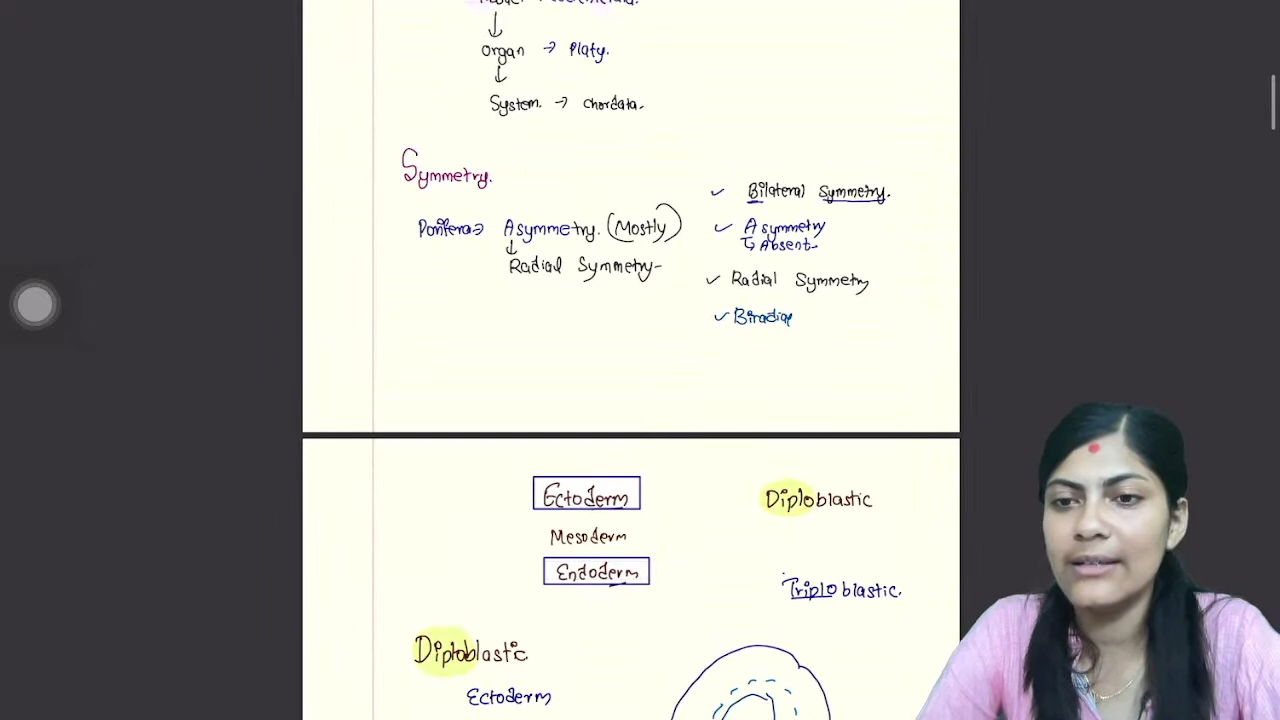 Organ → Platy.
System. → Chordata.
Symmetry.
Porifera → Asymmetry. (Mostly)
Radial Symmetry
✓ Bilateral Symmetry.
✓ Asymmetry
↳ Absent
✓ Radial Symmetry
✓ Biradial
Ectoderm
Mesoderm
Endoderm
Diploblastic
Triploblastic.
Diploblastic
Ectoderm